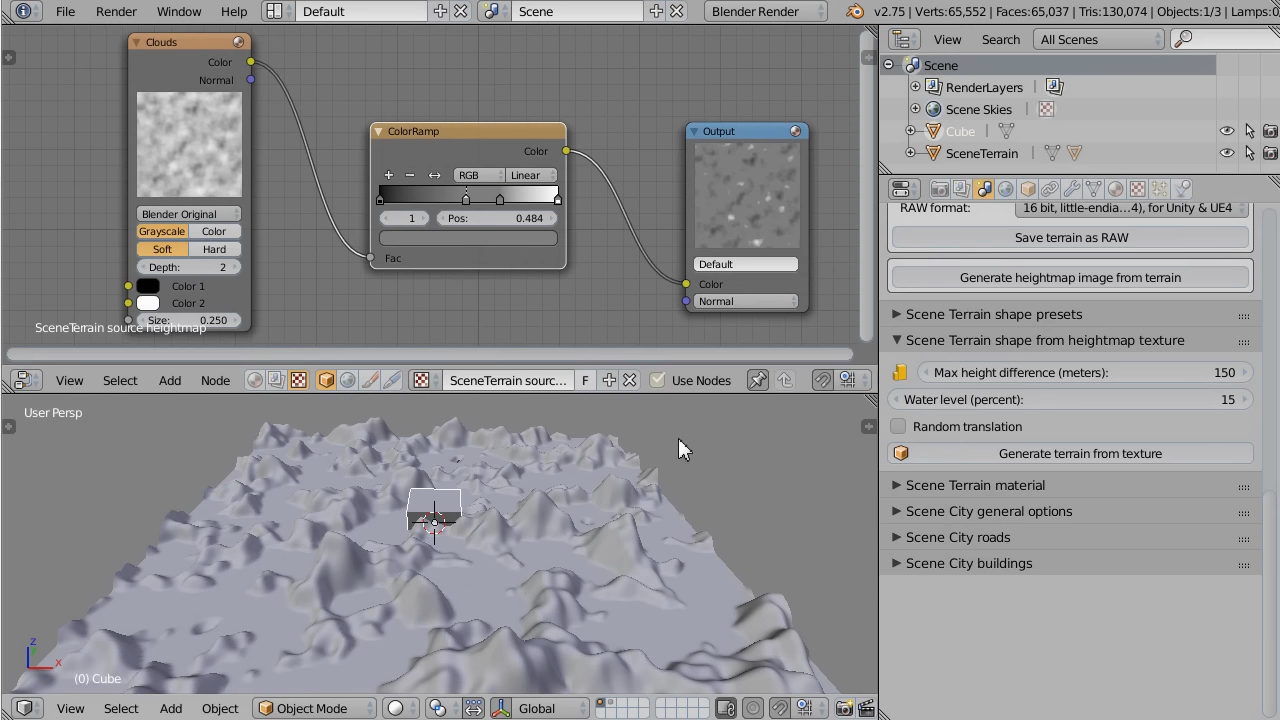 File Render Window Help Default Scene Blender Render v2.75 | Verts:65,552 | Faces:65,037 | Tris:130,074 | Objects:1/3 | Lamps:0
View Search All Scenes
Scene
RenderLayers
Scene Skies
Cube
SceneTerrain
Clouds
Color
Normal
Blender Original
Grayscale Color
Soft Hard
Depth: 2
Color 1
Color 2
Size: 0.250
SceneTerrain source heightmap
ColorRamp
Color
RGB Linear
1 Pos: 0.484
Fac
Output
Default
Color
Normal
View Select Add Node SceneTerrain sourc... F Use Nodes
RAW format: 16 bit, little-endia...4), for Unity & UE4
Save terrain as RAW
Generate heightmap image from terrain
Scene Terrain shape presets
Scene Terrain shape from heightmap texture
Max height difference (meters): 150
Water level (percent): 15
Random translation
Generate terrain from texture
Scene Terrain material
Scene City general options
Scene City roads
Scene City buildings
User Persp
z
x
(0) Cube
View Select Add Object Object Mode Global